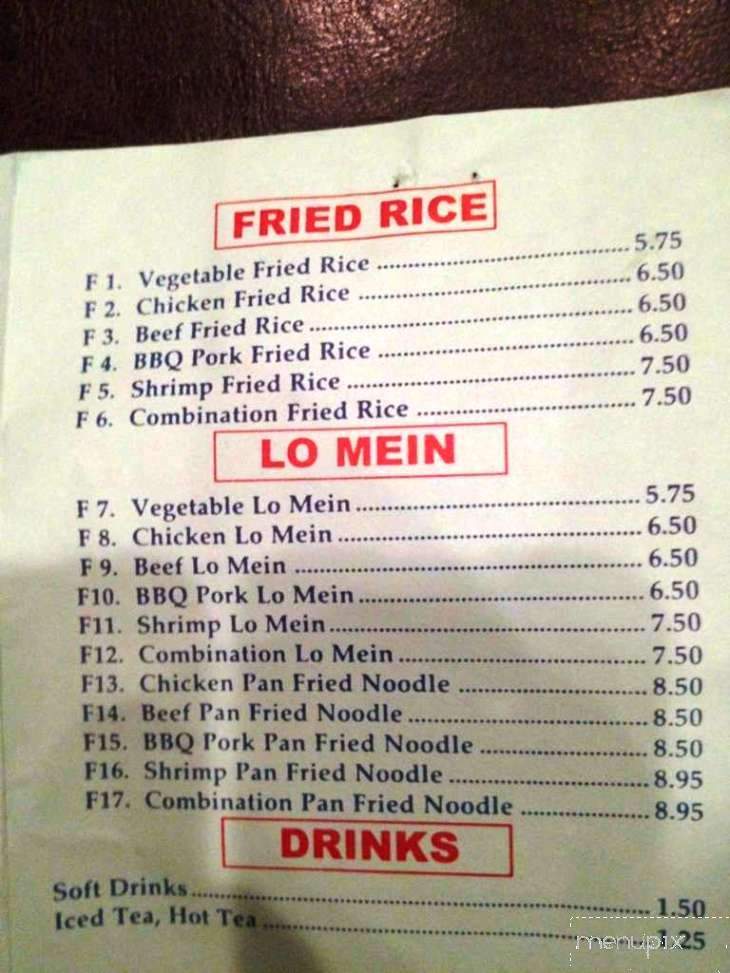 FRIED RICE
F 1. Vegetable Fried Rice ........ 5.75
F 2. Chicken Fried Rice ........ 6.50
F 3. Beef Fried Rice ........ 6.50
F 4. BBQ Pork Fried Rice ........ 6.50
F 5. Shrimp Fried Rice ........ 7.50
F 6. Combination Fried Rice ........ 7.50
LO MEIN
F 7. Vegetable Lo Mein ........ 5.75
F 8. Chicken Lo Mein ........ 6.50
F 9. Beef Lo Mein ........ 6.50
F10. BBQ Pork Lo Mein ........ 6.50
F11. Shrimp Lo Mein ........ 7.50
F12. Combination Lo Mein ........ 7.50
F13. Chicken Pan Fried Noodle ........ 8.50
F14. Beef Pan Fried Noodle ........ 8.50
F15. BBQ Pork Pan Fried Noodle ........ 8.50
F16. Shrimp Pan Fried Noodle ........ 8.95
F17. Combination Pan Fried Noodle ........ 8.95
DRINKS
Soft Drinks ........ 1.50
Iced Tea, Hot Tea ........ 1.25
menupix